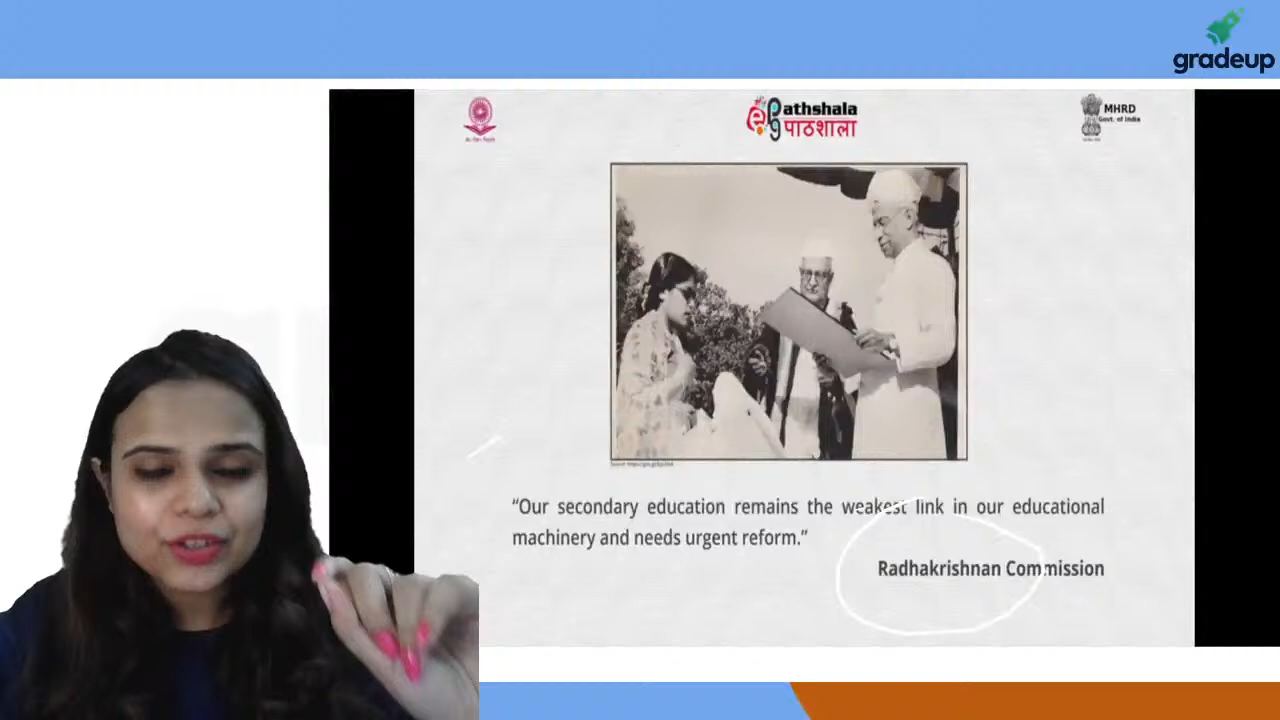 gradeup
epg Pathshala
पाठशाला
MHRD
Govt. of India
“Our secondary education remains the weakest link in our educational
machinery and needs urgent reform.”
Radhakrishnan Commission